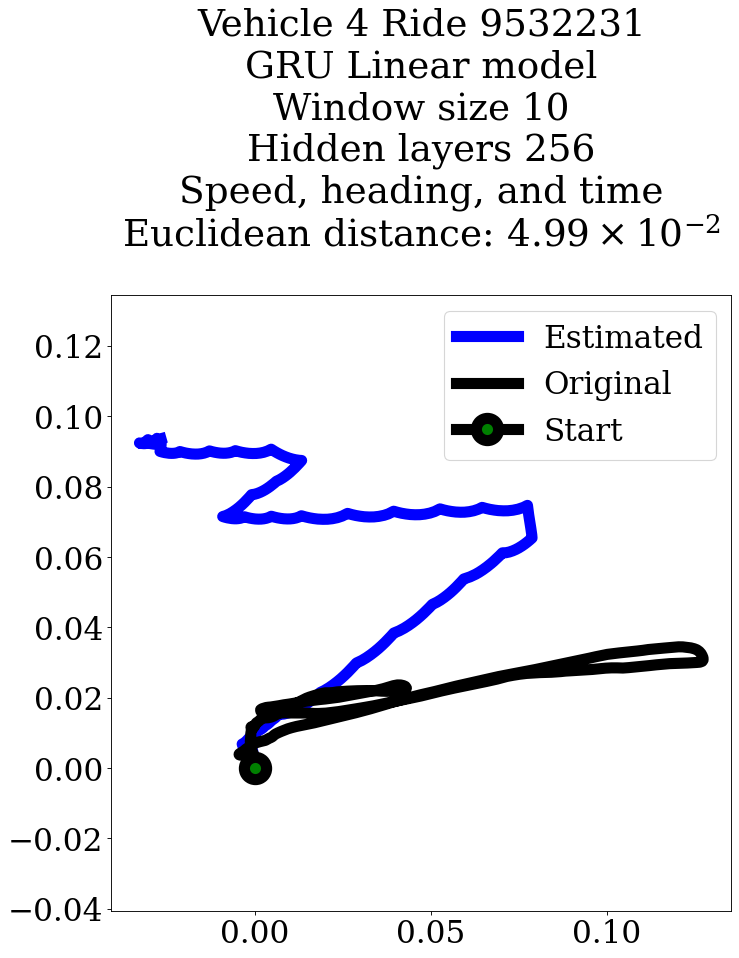 Vehicle 4 Ride 9532231
GRU Linear model
Window size 10
Hidden layers 256
Speed, heading, and time
Euclidean distance: 4.99 × 10⁻²
Estimated
Original
Start
0.12
0.10
0.08
0.06
0.04
0.02
0.00
−0.02
−0.04
0.00 0.05 0.10